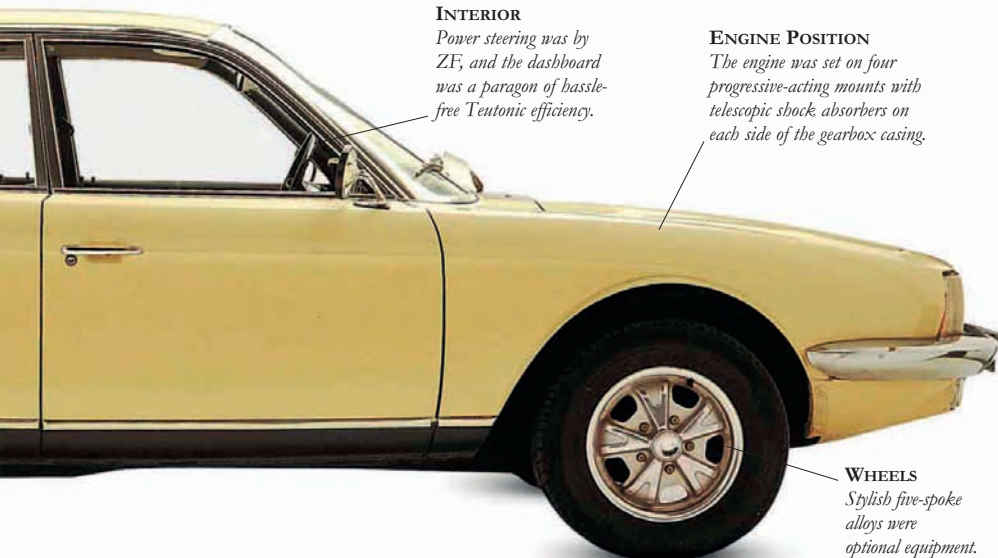 INTERIOR
Power steering was by
ZF, and the dashboard
was a paragon of hassle-
free Teutonic efficiency.
ENGINE POSITION
The engine was set on four
progressive-acting mounts with
telescopic shock absorbers on
each side of the gearbox casing.
WHEELS
Stylish five-spoke
alloys were
optional equipment.